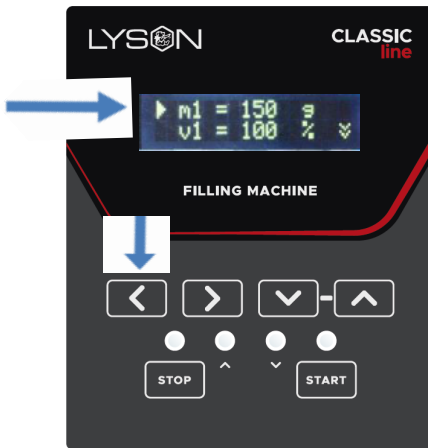 LYSON
CLASSIC
line
m1 = 150 g
v1 = 100 %
FILLING MACHINE
STOP
START